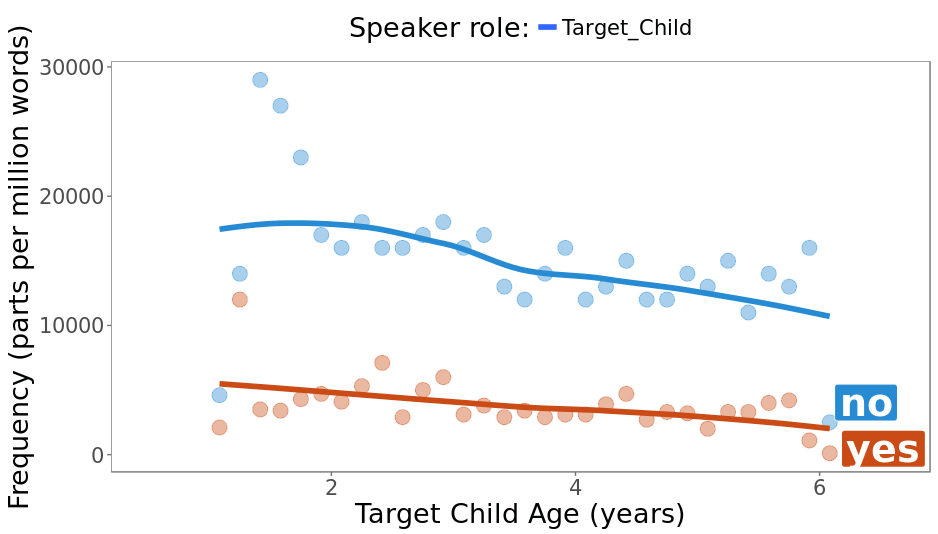 Speaker role: Target_Child
Frequency (parts per million words)
30000
20000
10000
0
no
yes
2 4 6
Target Child Age (years)